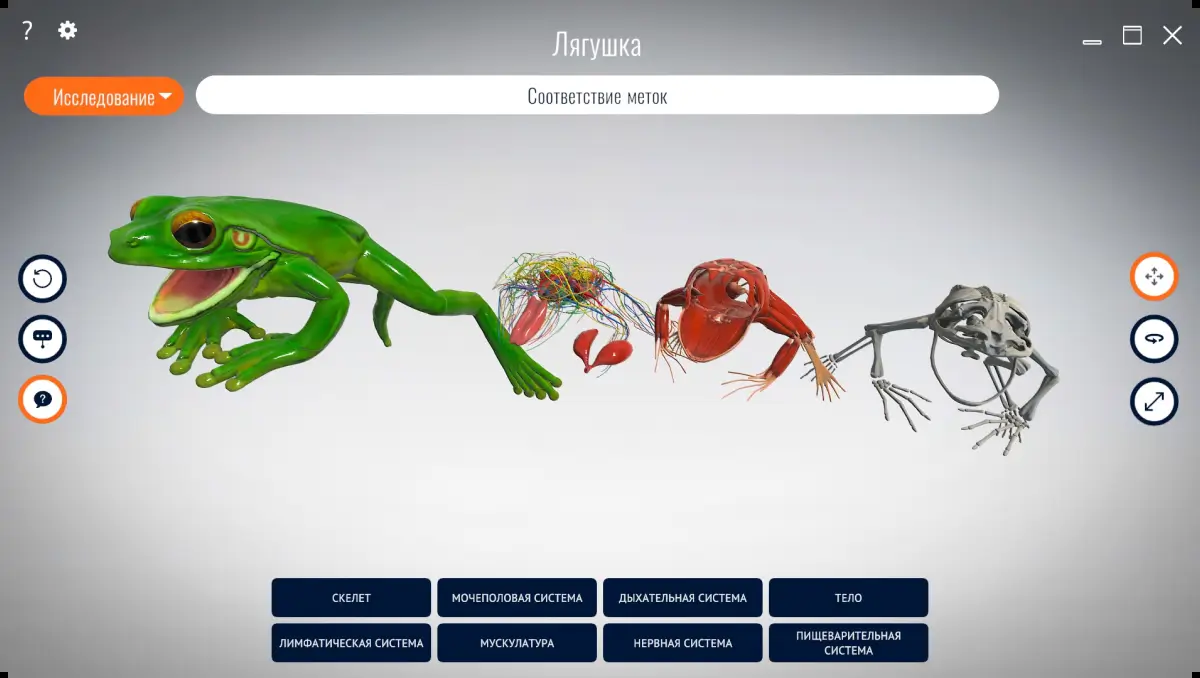 ?
Лягушка
Исследование
Соответствие меток
?
СКЕЛЕТ
МОЧЕПОЛОВАЯ СИСТЕМА
ДЫХАТЕЛЬНАЯ СИСТЕМА
ТЕЛО
ЛИМФАТИЧЕСКАЯ СИСТЕМА
МУСКУЛАТУРА
НЕРВНАЯ СИСТЕМА
ПИЩЕВАРИТЕЛЬНАЯ
СИСТЕМА